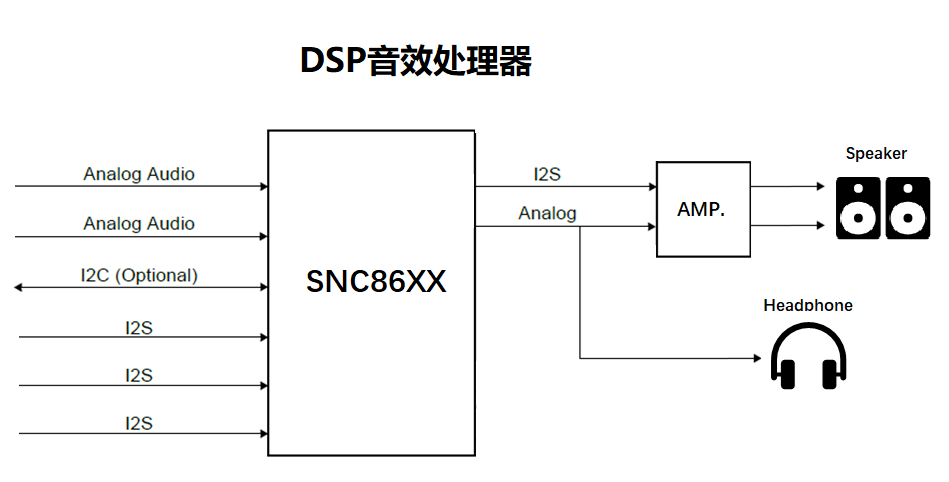 DSP音效处理器
Analog Audio
Analog Audio
I2C (Optional)
I2S
I2S
I2S
SNC86XX
I2S
Analog
AMP.
Speaker
Headphone